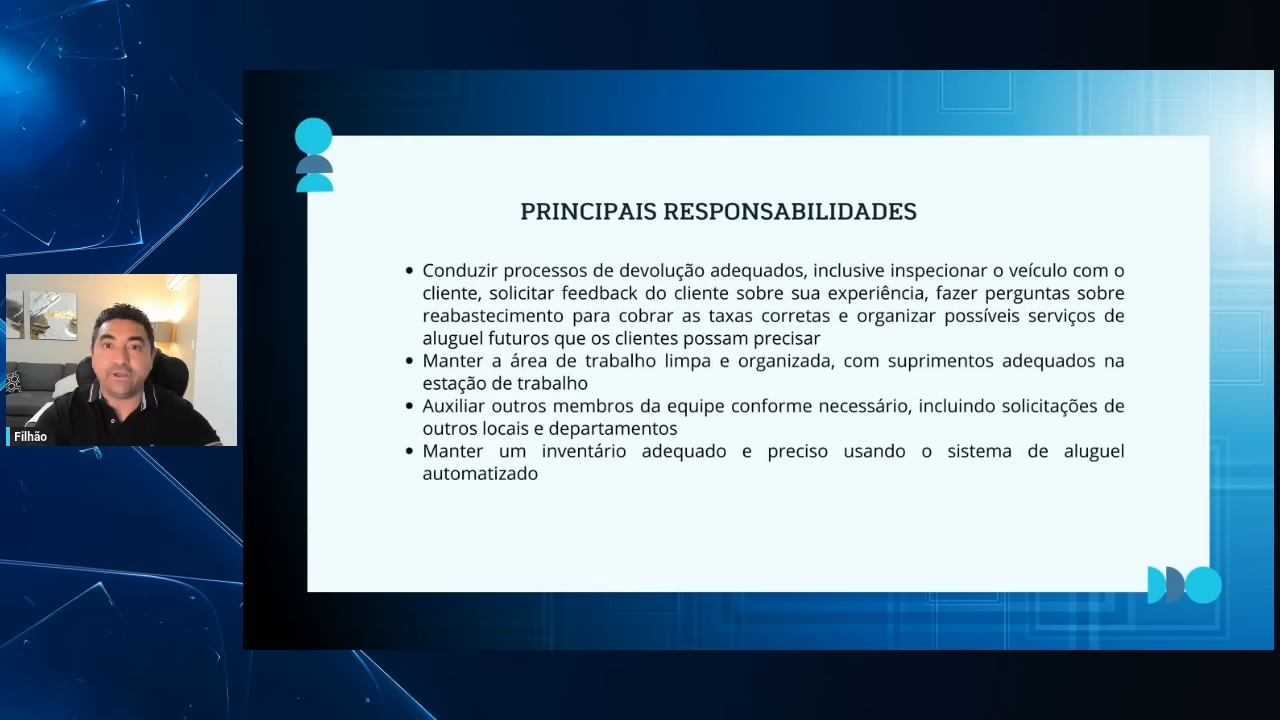 PRINCIPAIS RESPONSABILIDADES
• Conduzir processos de devolução adequados, inclusive inspecionar o veículo com o
cliente, solicitar feedback do cliente sobre sua experiência, fazer perguntas sobre
reabastecimento para cobrar as taxas corretas e organizar possíveis serviços de
aluguel futuros que os clientes possam precisar
• Manter a área de trabalho limpa e organizada, com suprimentos adequados na
estação de trabalho
• Auxiliar outros membros da equipe conforme necessário, incluindo solicitações de
outros locais e departamentos
• Manter um inventário adequado e preciso usando o sistema de aluguel
automatizado
Filhão